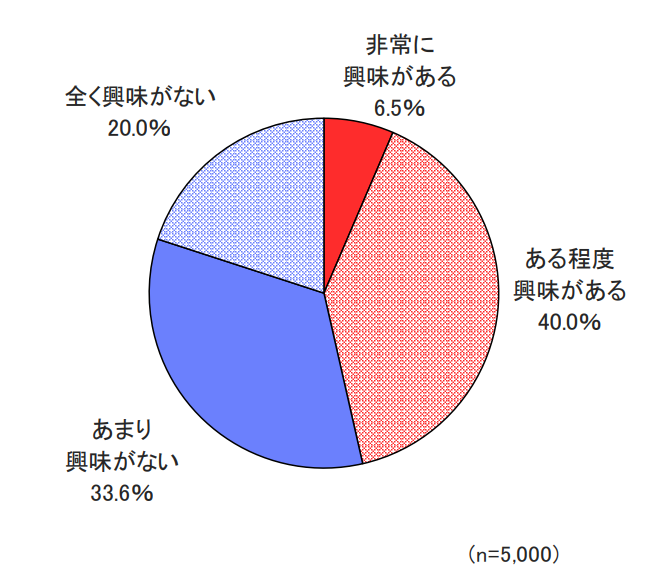 非常に
興味がある
6.5%
ある程度
興味がある
40.0%
あまり
興味がない
33.6%
全く興味がない
20.0%
(n=5,000)